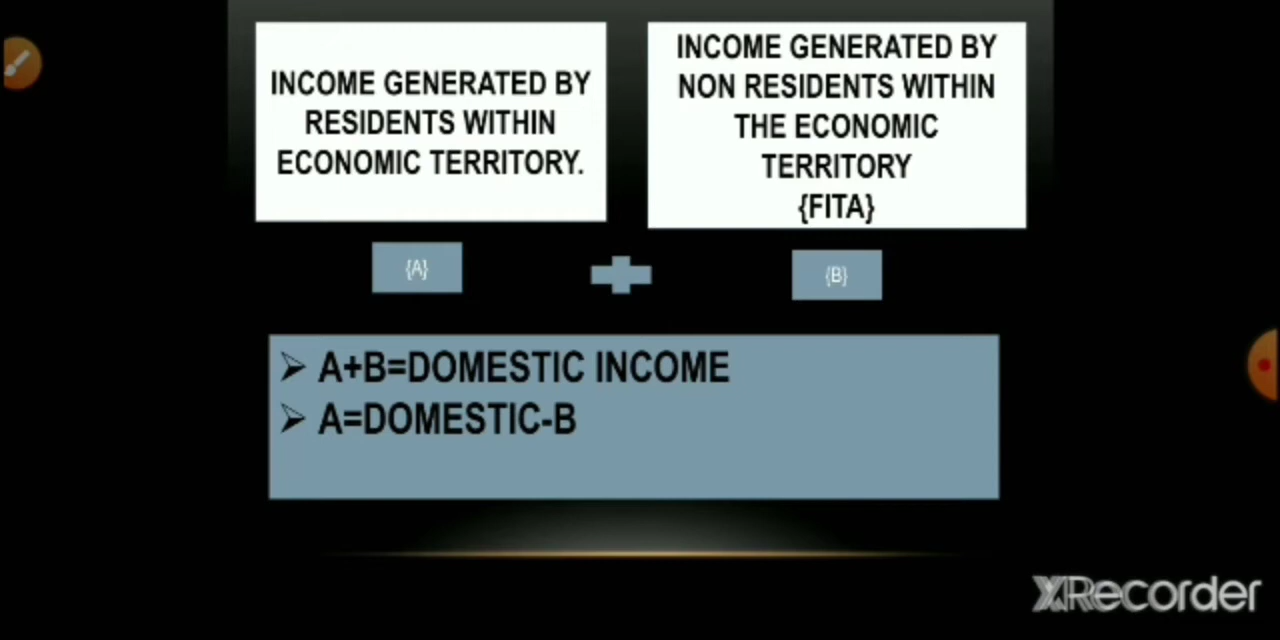 INCOME GENERATED BY
RESIDENTS WITHIN
ECONOMIC TERRITORY.
INCOME GENERATED BY
NON RESIDENTS WITHIN
THE ECONOMIC
TERRITORY
{FITA}
{A}
{B}
➢ A+B=DOMESTIC INCOME
➢ A=DOMESTIC-B
XRecorder